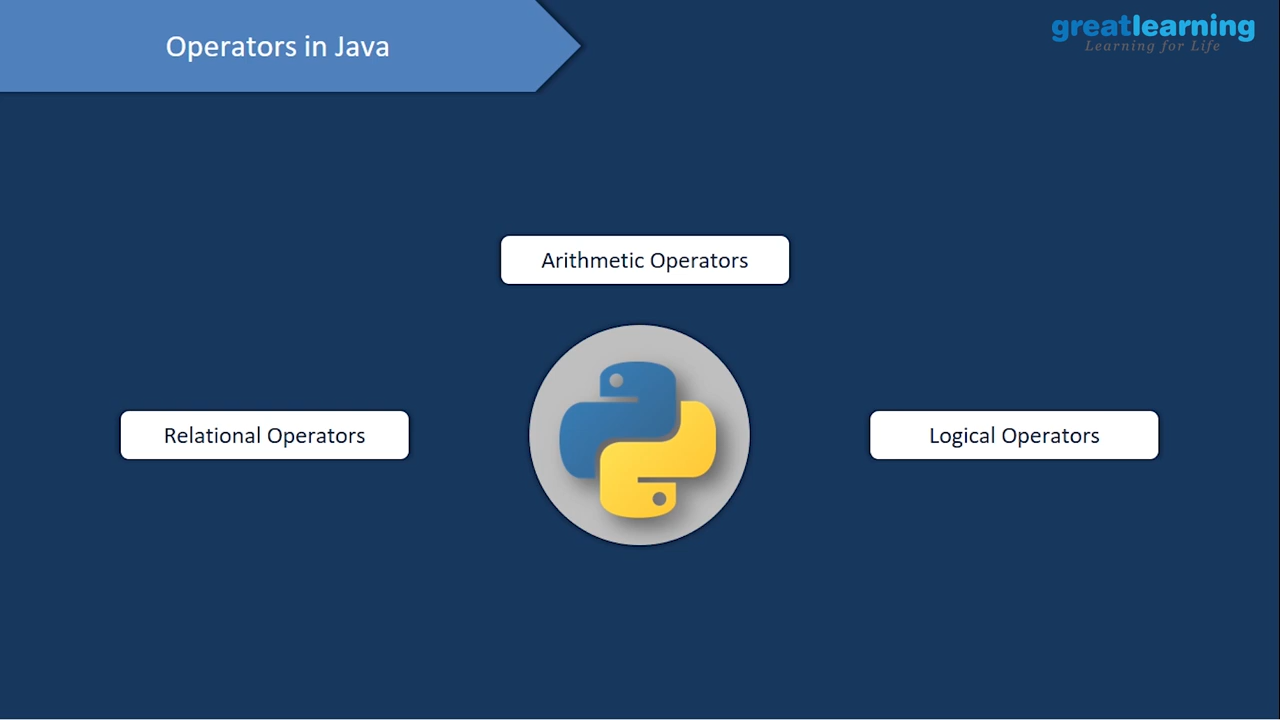 Operators in Java
greatlearning
Learning for Life
Arithmetic Operators
Relational Operators
Logical Operators